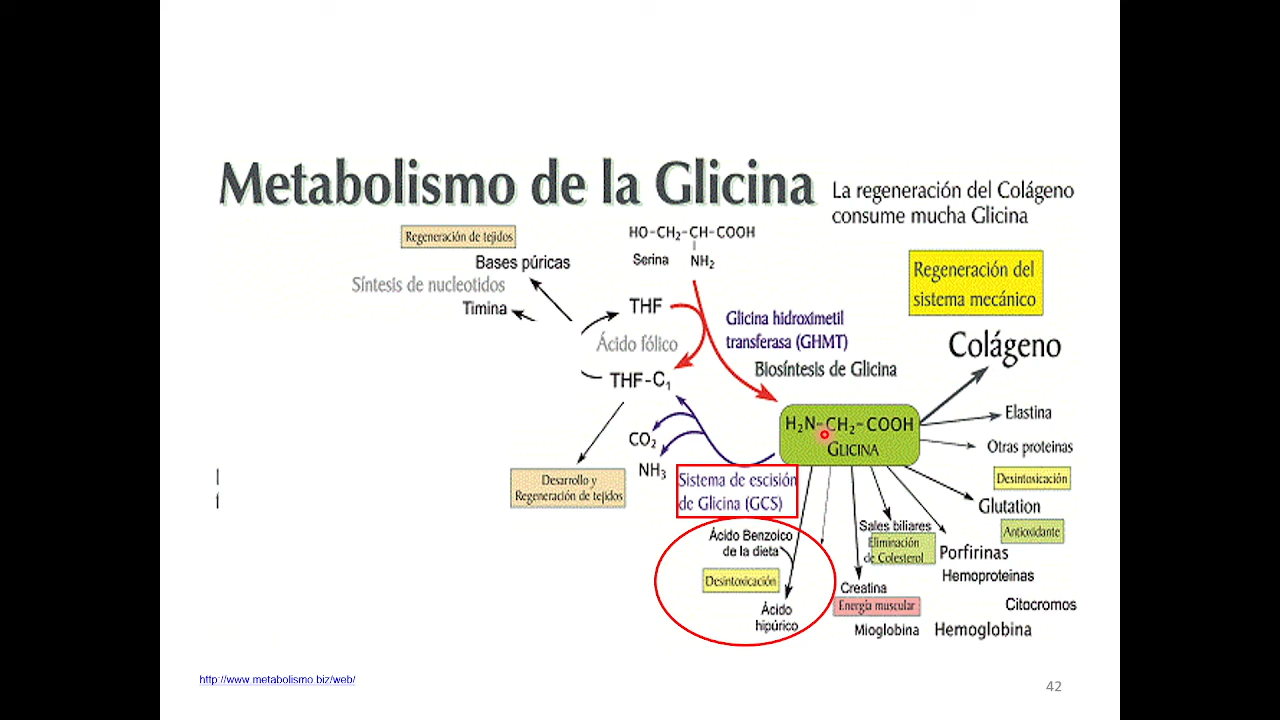 Metabolismo de la Glicina
La regeneración del Colágeno
consume mucha Glicina
Regeneración de tejidos
Bases púricas
Síntesis de nucleotidos
Timina
HO-CH₂-CH-COOH
Serina
NH₂
THF
Ácido fólico
THF-C₁
Glicina hidroximetil
transferasa (GHMT)
Biosíntesis de Glicina
Regeneración del
sistema mecánico
Colágeno
H₂N-CH₂-COOH
GLICINA
Elastina
Otras proteinas
CO₂
NH₃
Desarrollo y
Regeneración de tejidos
Sistema de escisión
de Glicina (GCS)
Desintoxicación
Glutation
Antioxidante
Ácido Benzoico
de la dieta
Desintoxicación
Ácido
hipúrico
Sales biliares
Eliminación
de Colesterol
Creatina
Energía muscular
Mioglobina
Porfirinas
Hemoproteinas
Citocromos
Hemoglobina
http://www.metabolismo.biz/web/
42